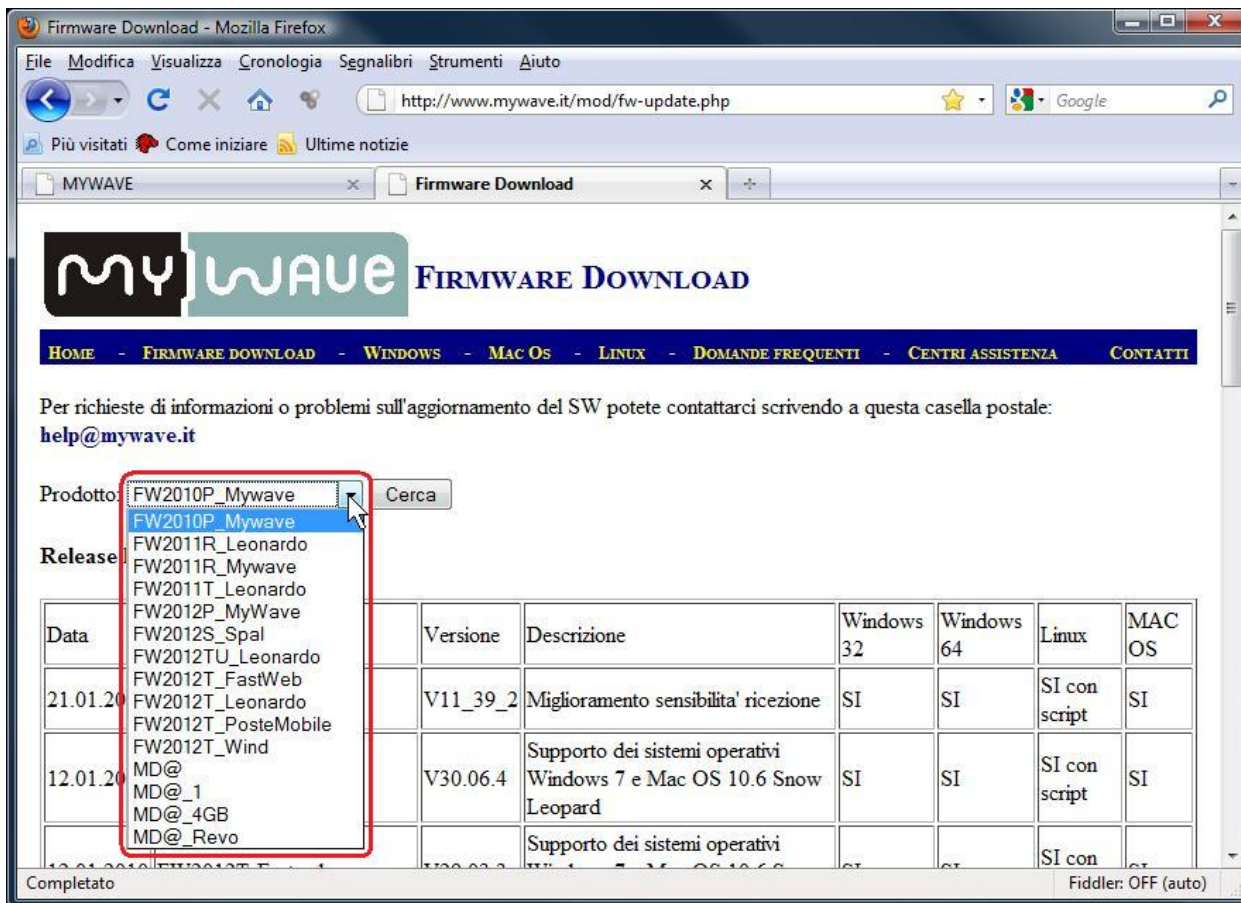 Firmware Download - Mozilla Firefox
File Modifica Visualizza Cronologia Segnalibri Strumenti Aiuto
http://www.mywave.it/mod/fw-update.php Google
Più visitati Come iniziare Ultime notizie
MYWAVE Firmware Download
my wave FIRMWARE DOWNLOAD
HOME - FIRMWARE DOWNLOAD - WINDOWS - MAC OS - LINUX - DOMANDE FREQUENTI - CENTRI ASSISTENZA CONTATTI
Per richieste di informazioni o problemi sull'aggiornamento del SW potete contattarci scrivendo a questa casella postale:
help@mywave.it
Prodotto: FW2010P_Mywave Cerca
FW2010P_Mywave
FW2011R_Leonardo
FW2011R_Mywave
FW2011T_Leonardo
FW2012P_MyWave
FW2012S_Spal
FW2012TU_Leonardo
FW2012T_FastWeb
FW2012T_Leonardo
FW2012T_PosteMobile
FW2012T_Wind
MD@
MD@_1
MD@_4GB
MD@_Revo
Release
Data Versione Descrizione Windows 32 Windows 64 Linux MAC OS
21.01.20 V11_39_2 Miglioramento sensibilita' ricezione SI SI SI con script SI
12.01.20 V30.06.4 Supporto dei sistemi operativi
Windows 7 e Mac OS 10.6 Snow
Leopard SI SI SI con script SI
Supporto dei sistemi operativi
SI con
Completato Fiddler: OFF (auto)